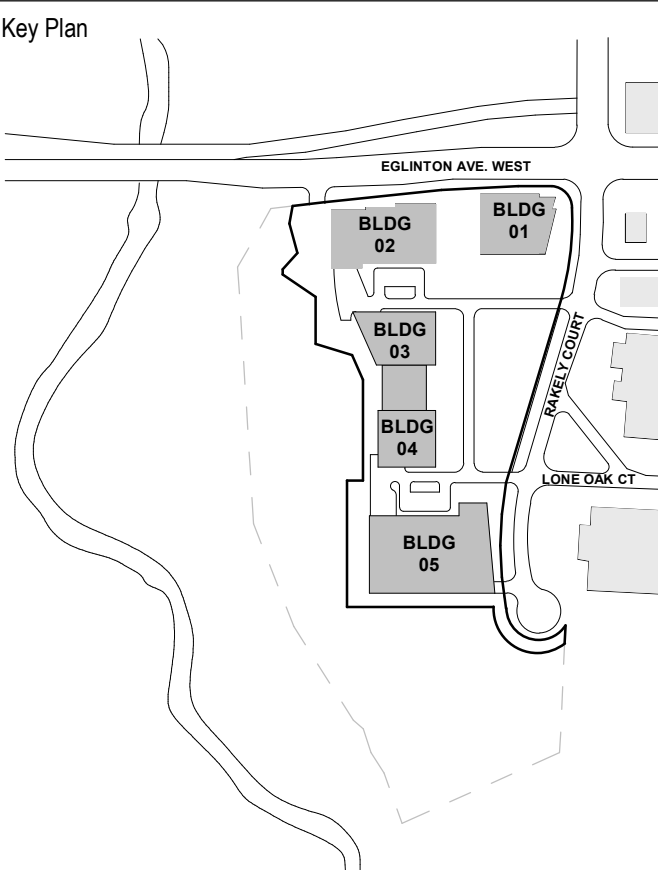 Key Plan
EGLINTON AVE. WEST
BLDG
01
BLDG
02
BLDG
03
RAKELY COURT
BLDG
04
LONE OAK CT
BLDG
05